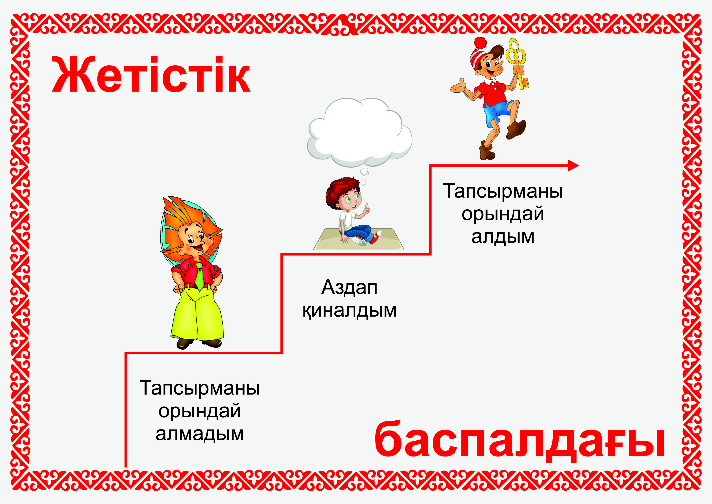 Жетістік
Тапсырманы
орындай
алдым
Аздап
қиналдым
Тапсырманы
орындай
алмадым
баспалдағы